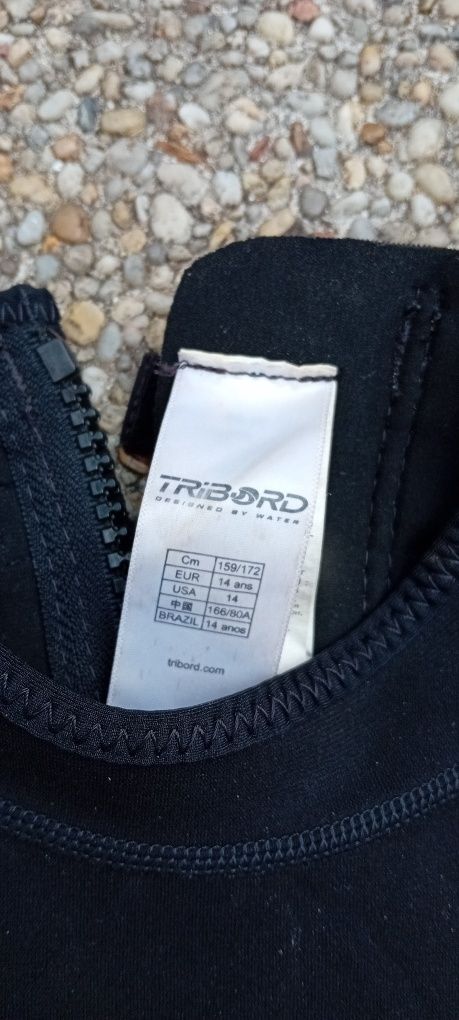 TRIBORD
DESIGNED BY WATER
Cm 159/172
EUR 14 ans
USA 14
中国 166/80A
BRAZIL 14 anos
tribord.com